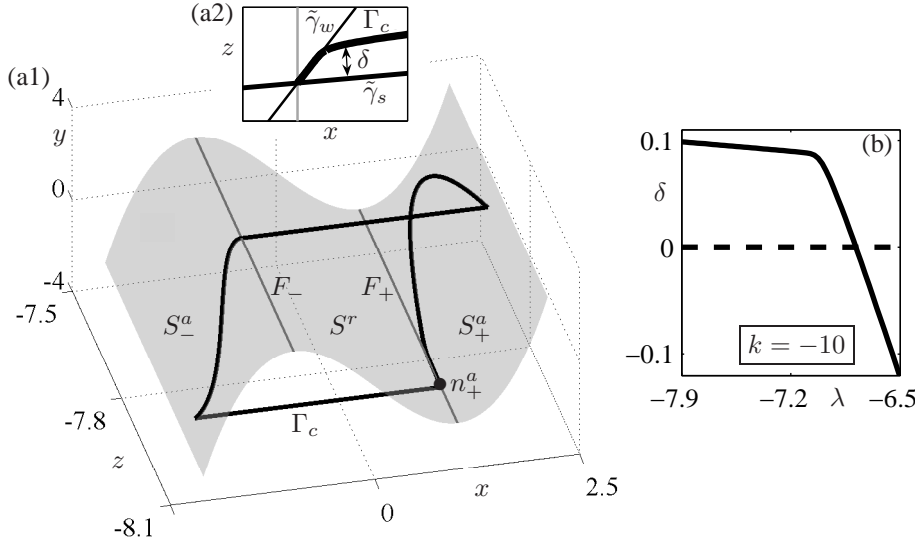 (a2)
γ̃_w
Γ_c
z
δ
γ̃_s
x
(a1)
4
y
0
-4
-7.5
F_−
F_+
S^a_−
S^r
S^a_+
n^a_+
-7.8
Γ_c
z
x
-8.1
0
2.5
(b)
0.1
δ
0
−0.1
k = −10
−7.9
−7.2
λ
−6.5